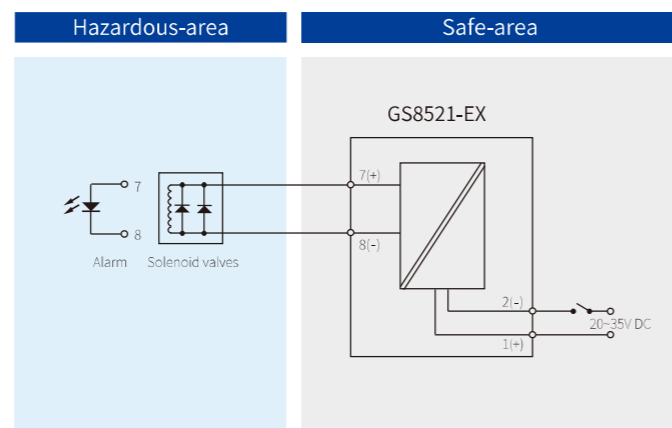 Hazardous-area
Safe-area
GS8521-EX
7(+)
7
8
8(-)
Alarm
Solenoid valves
2(-)
20~35V DC
1(+)